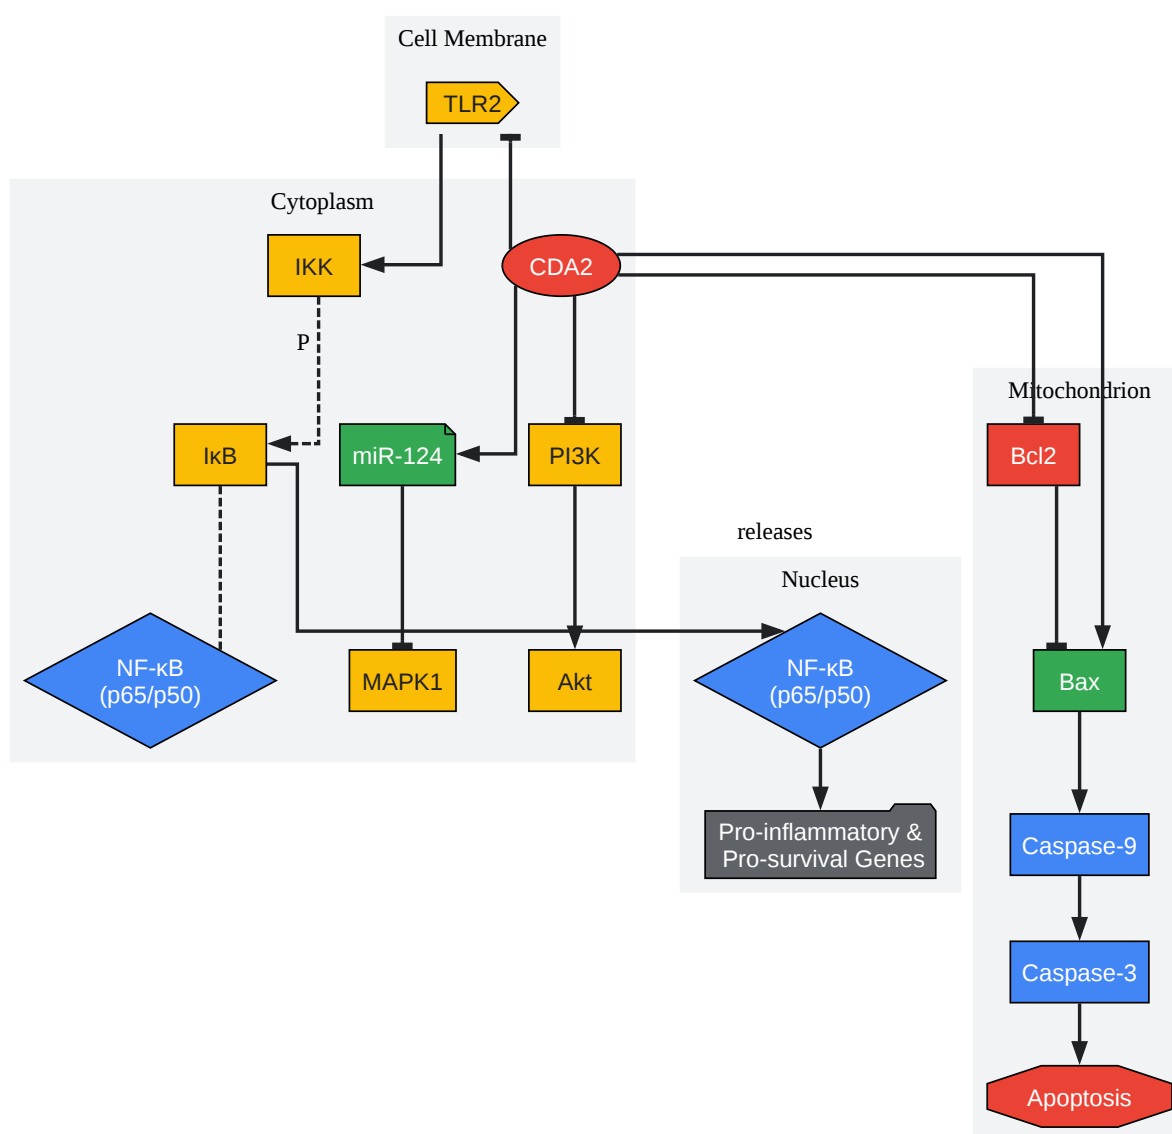 Cell Membrane
TLR2
Cytoplasm
IKK
CDA2
P
Mitochondrion
IκB
miR-124
PI3K
Bcl2
releases
Nucleus
NF-κB
(p65/p50)
MAPK1
Akt
NF-κB
(p65/p50)
Bax
Pro-inflammatory &
Pro-survival Genes
Caspase-9
Caspase-3
Apoptosis